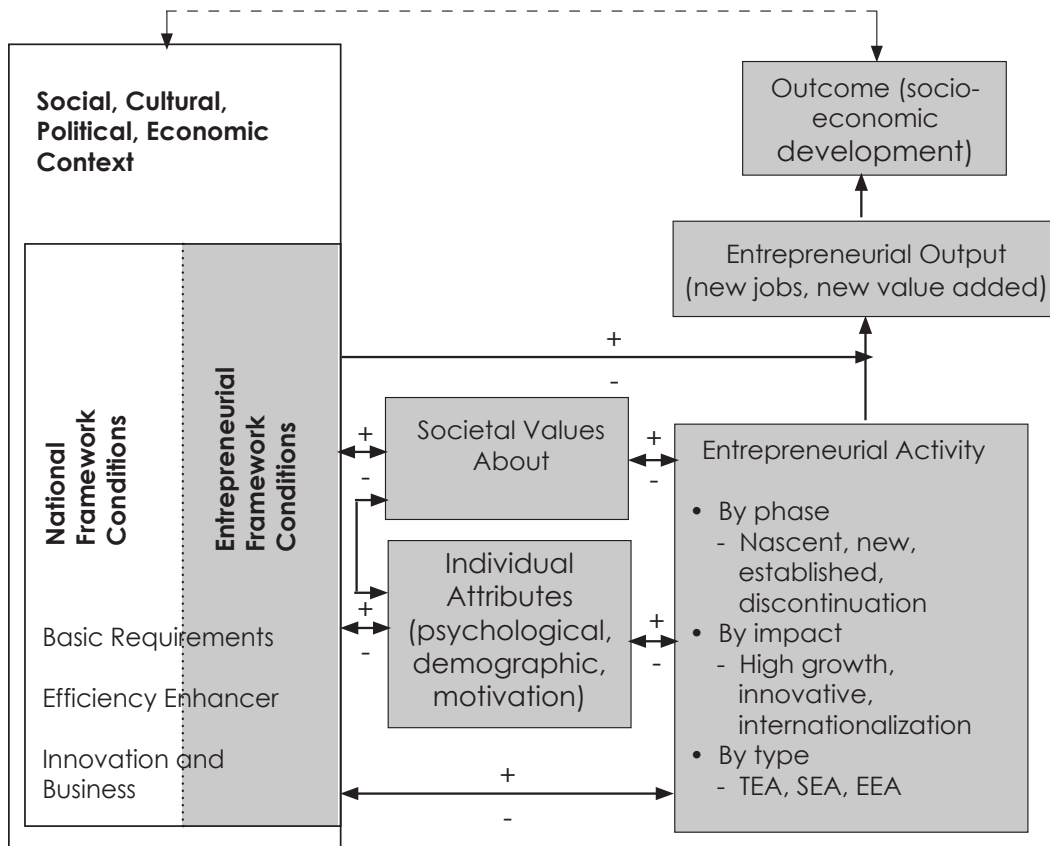 Social, Cultural,
Political, Economic
Context
National
Framework
Conditions
Entrepreneurial
Framework
Conditions
Basic Requirements
Efficiency Enhancer
Innovation and
Business
Outcome (socio-
economic
development)
Entrepreneurial Output
(new jobs, new value added)
+
-
+
-
Societal Values
About
+
-
+
-
Individual
Attributes
(psychological,
demographic,
motivation)
+
-
+
-
Entrepreneurial Activity
• By phase
- Nascent, new,
established,
discontinuation
• By impact
- High growth,
innovative,
internationalization
• By type
- TEA, SEA, EEA